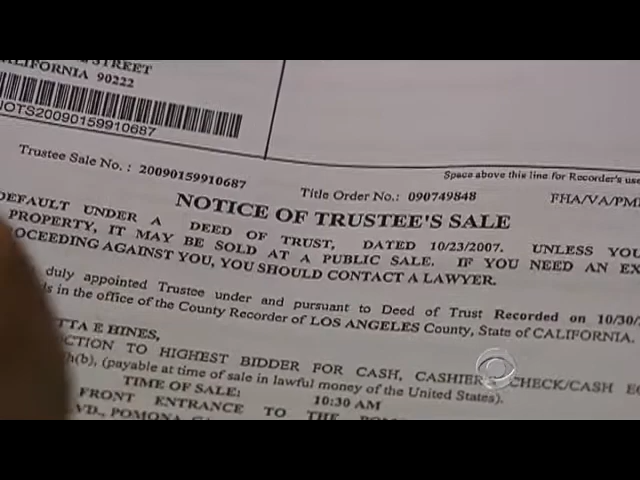 STREET
CALIFORNIA 90222
NOTS20090159910687
Trustee Sale No. : 20090159910687
Title Order No.: 090749848
Space above this line for Recorder's use
FHA/VA/PMI
NOTICE OF TRUSTEE'S SALE
DEFAULT UNDER A DEED OF TRUST, DATED 10/23/2007. UNLESS YOU
PROPERTY, IT MAY BE SOLD AT A PUBLIC SALE. IF YOU NEED AN EX
OCEEDING AGAINST YOU, YOU SHOULD CONTACT A LAWYER.
duly appointed Trustee under and pursuant to Deed of Trust Recorded on 10/30/
ds in the office of the County Recorder of LOS ANGELES County, State of CALIFORNIA.
TTA E HINES,
CTION TO HIGHEST BIDDER FOR CASH, CASHIER CHECK/CASH EQ
h(b), (payable at time of sale in lawful money of the United States).
TIME OF SALE: 10:30 AM
FRONT ENTRANCE TO THE
VD., POMONA